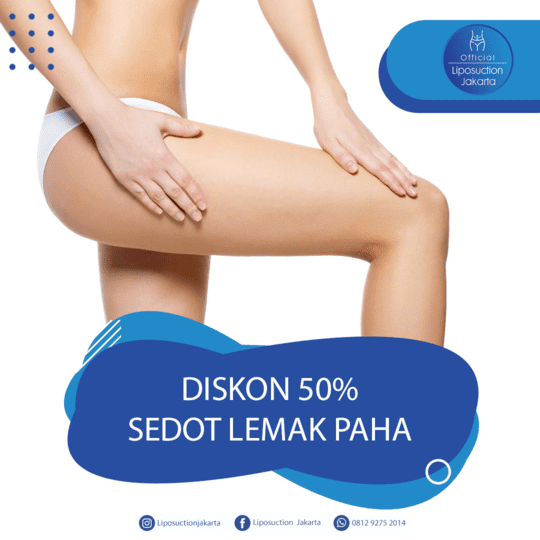 Official
Liposuction
Jakarta
DISKON 50%
SEDOT LEMAK PAHA
Liposuctionjakarta
Liposuction Jakarta
0812 9275 2014